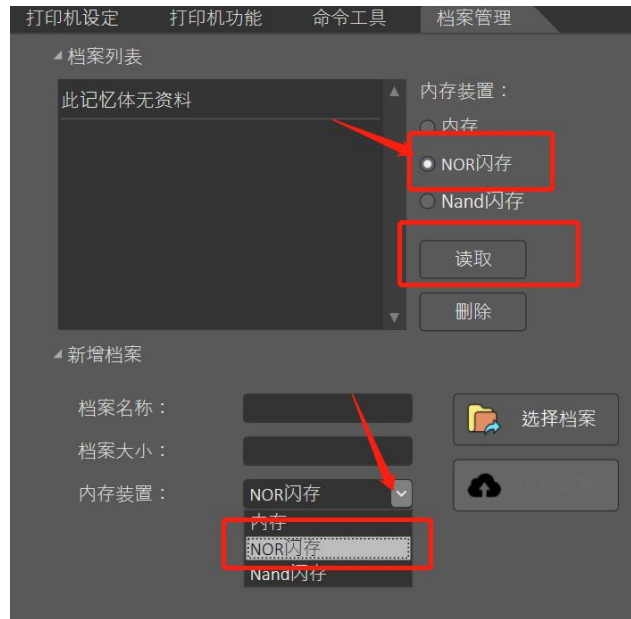 打印机设定 打印机功能 命令工具 档案管理
档案列表
此记忆体无资料
内存装置：
内存
NOR闪存
Nand闪存
读取
删除
新增档案
档案名称：
选择档案
档案大小：
内存装置：
NOR闪存
内存
NOR闪存
Nand闪存